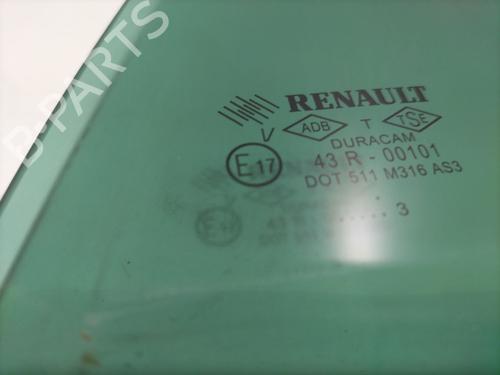 B-PARTS
RENAULT
V ADB T TSE
DURACAM
E17 43 R - 00101
DOT 511 M316 AS3
..... 3